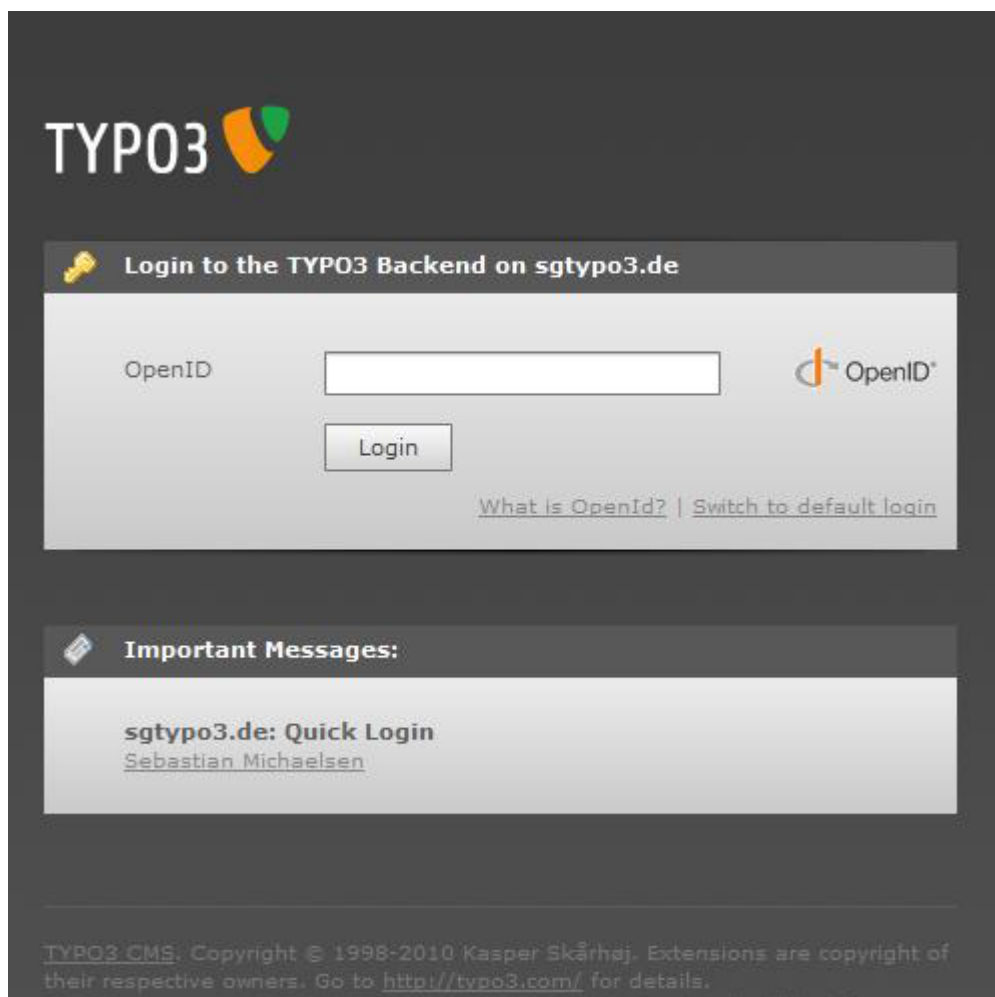 TYPO3
Login to the TYPO3 Backend on sgtypo3.de
OpenID
OpenID®
Login
What is OpenId? | Switch to default login
Important Messages:
sgtypo3.de: Quick Login
Sebastian Michaelsen
TYPO3 CMS. Copyright © 1998-2010 Kasper Skårhøj. Extensions are copyright of
their respective owners. Go to http://typo3.com/ for details.